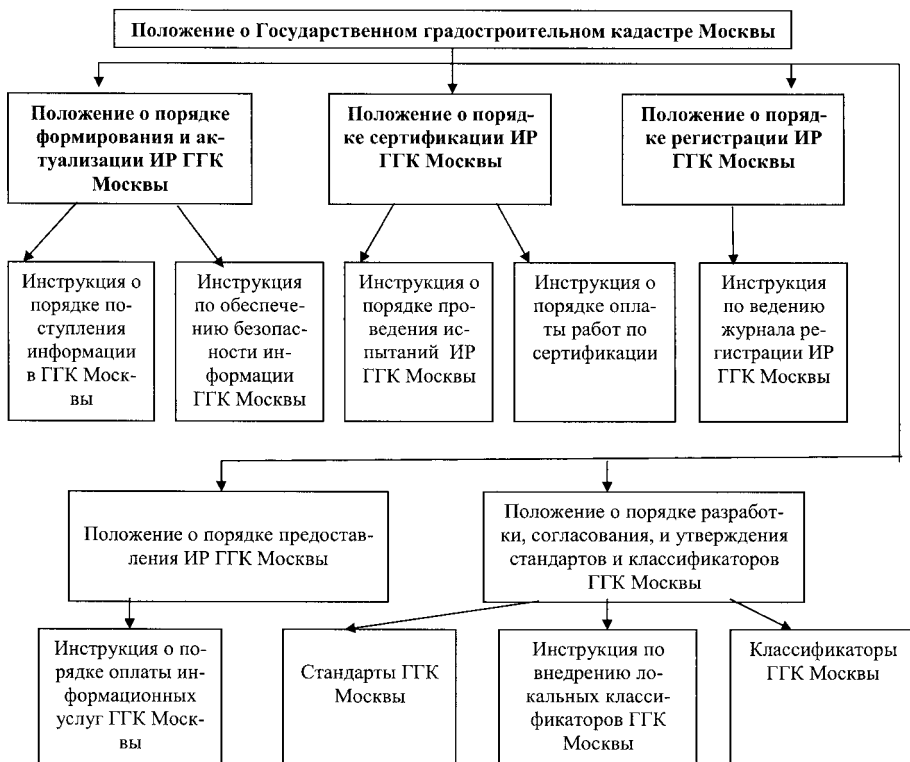 Положение о Государственном градостроительном кадастре Москвы
Положение о порядке
формирования и ак-
туализации ИР ГГК
Москвы
Положение о поряд-
ке сертификации ИР
ГГК Москвы
Положение о поряд-
ке регистрации ИР
ГГК Москвы
Инструкция о
порядке по-
ступления
информации
в ГГК Моск-
вы
Инструкция
по обеспече-
нию безопас-
ности ин-
формации
ГГК Москвы
Инструкция о
порядке про-
ведения ис-
пытаний ИР
ГГК Москвы
Инструкция о
порядке опла-
ты работ по
сертификации
Инструкция
по ведению
журнала ре-
гистрации ИР
ГГК Москвы
Положение о порядке предостав-
ления ИР ГГК Москвы
Положение о порядке разработ-
ки, согласования, и утверждения
стандартов и классификаторов
ГГК Москвы
Инструкция о по-
рядке оплаты ин-
формационных
услуг ГГК Моск-
вы
Стандарты ГГК
Москвы
Инструкция по
внедрению ло-
кальных класси-
фикаторов ГГК
Москвы
Классификаторы
ГГК Москвы